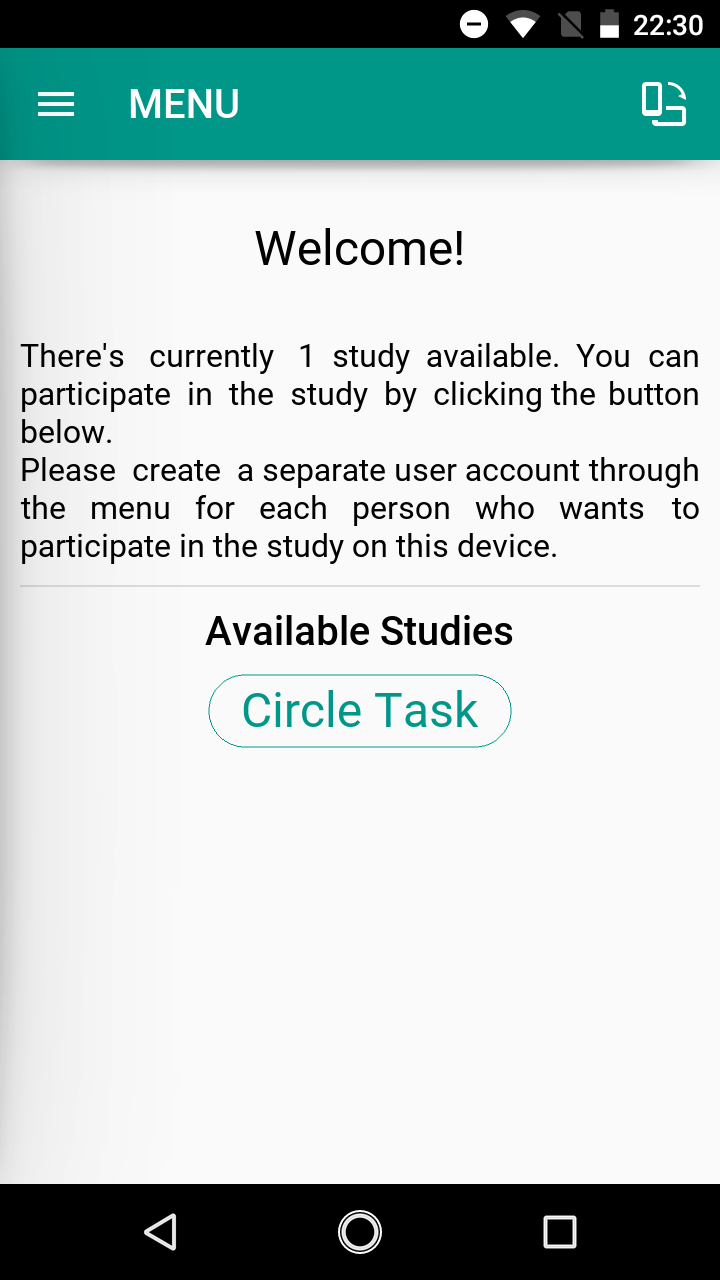 22:30
MENU
Welcome!
There's currently 1 study available. You can
participate in the study by clicking the button
below.
Please create a separate user account through
the menu for each person who wants to
participate in the study on this device.
Available Studies
Circle Task